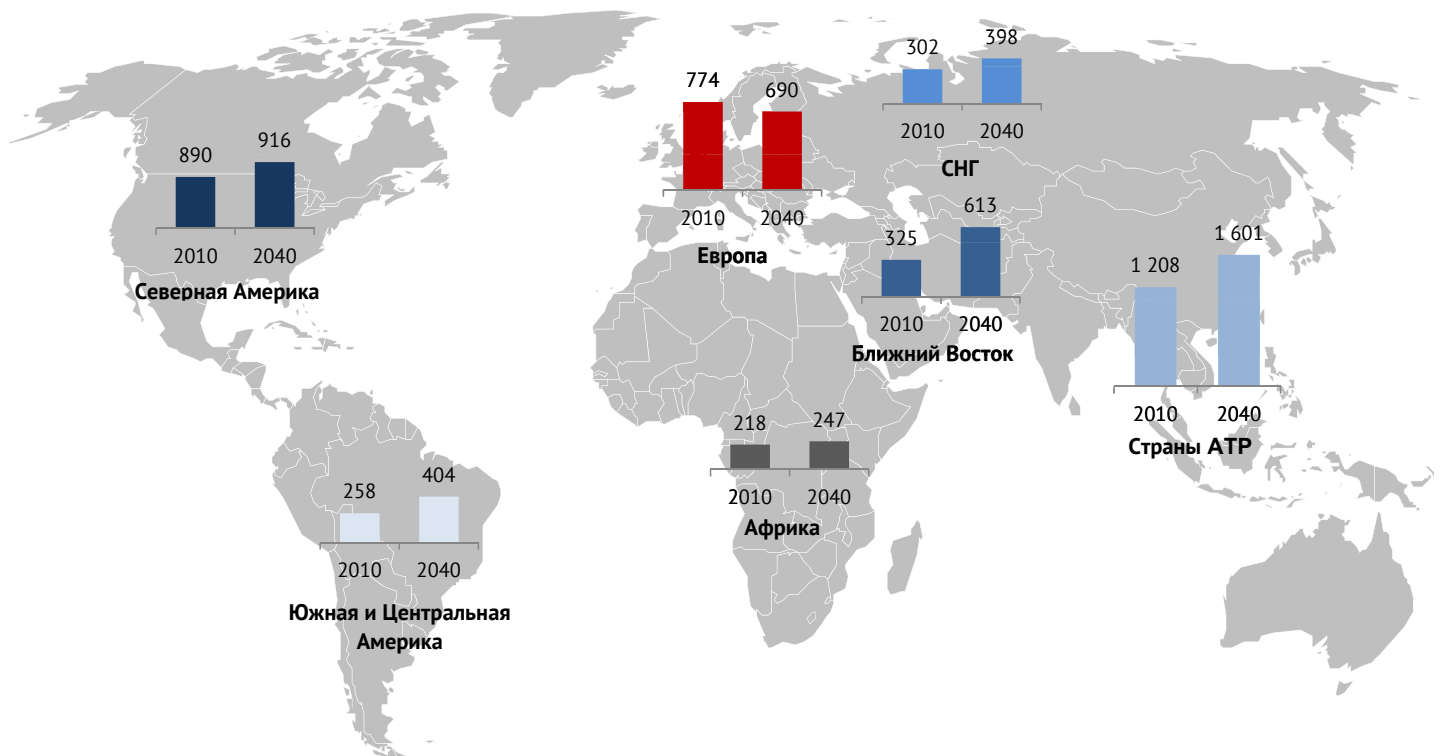 302 398
2010 2040
СНГ
774 690
2010 2040
Европа
890 916
2010 2040
Северная Америка
325 613
2010 2040
Ближний Восток
1 208 1 601
2010 2040
Страны АТР
218 247
2010 2040
Африка
258 404
2010 2040
Южная и Центральная
Америка